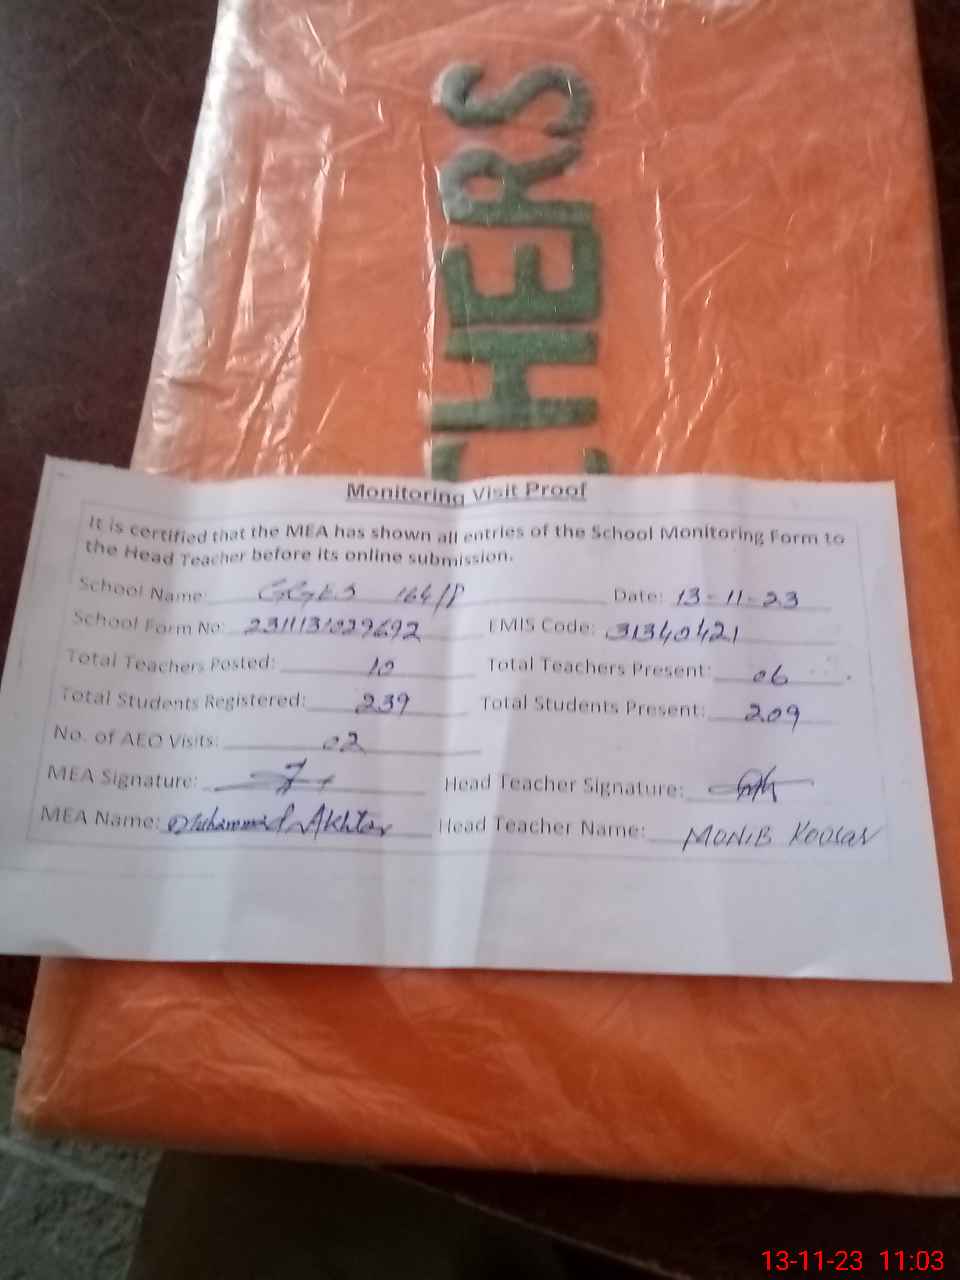 CHERS
Monitoring Visit Proof
It is certified that the MEA has shown all entries of the School Monitoring Form to
the Head Teacher before its online submission.
School Name: 164/P Date: 13-11-23
School Form No: 2311131029692 EMIS Code: 31340421
Total Teachers Posted: 10 Total Teachers Present: 06
Total Students Registered: 239 Total Students Present: 209
No. of AEO Visits: 02
MEA Signature: Head Teacher Signature:
MEA Name: Muhammad Akhtar Head Teacher Name: MONIB
13-11-23 11:03